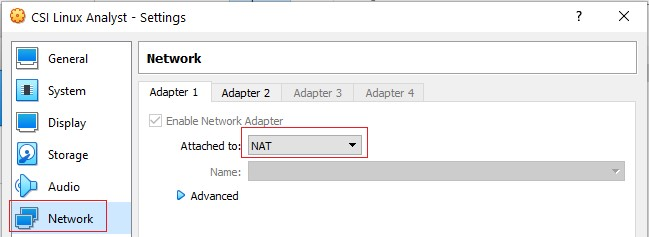 CSI Linux Analyst - Settings
? ×
General
System
Display
Storage
Audio
Network
Network
Adapter 1 Adapter 2 Adapter 3 Adapter 4
Enable Network Adapter
Attached to: NAT
Name:
Advanced